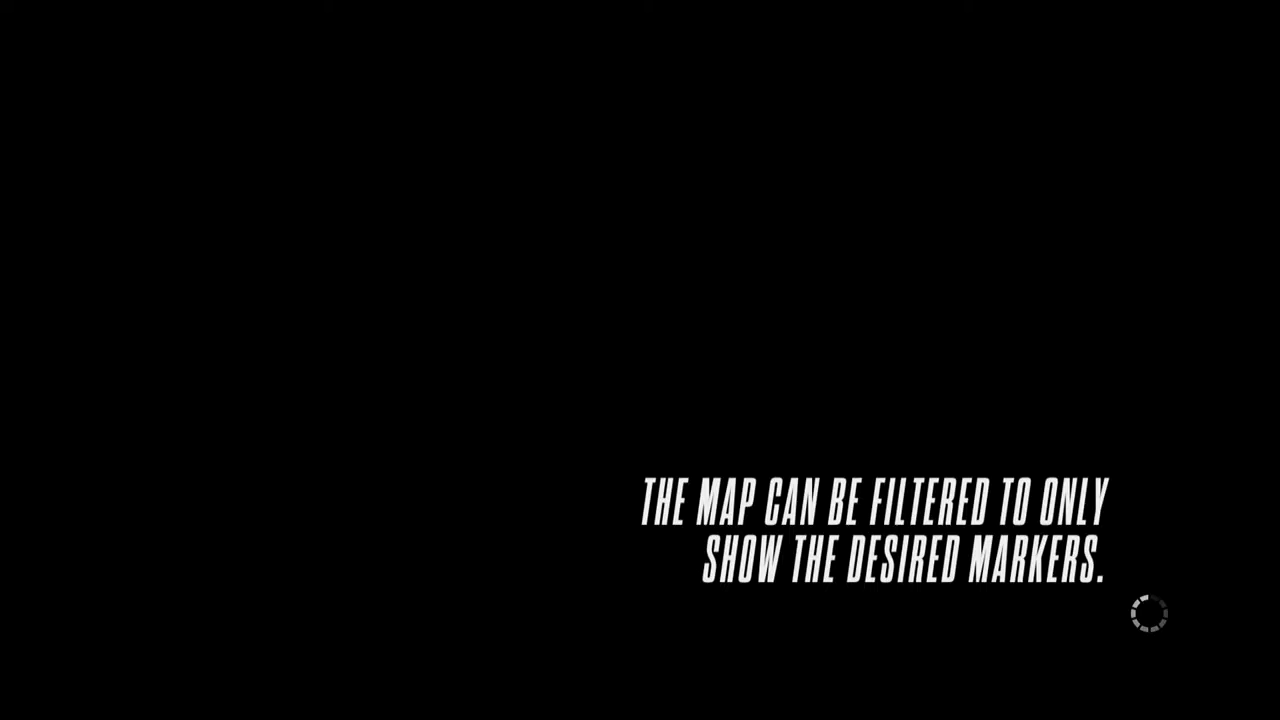 THE MAP CAN BE FILTERED TO ONLY
SHOW THE DESIRED MARKERS.